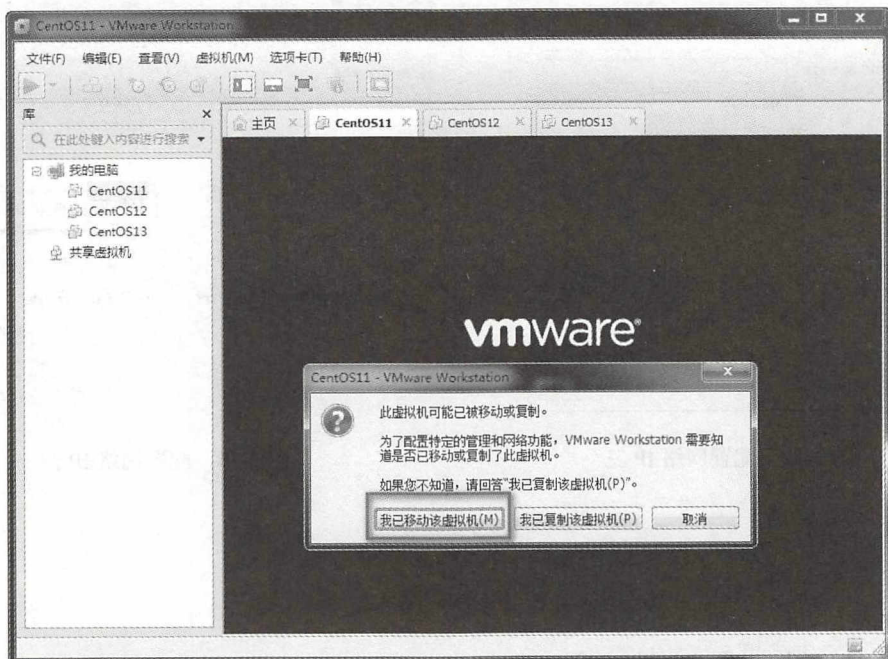 CentOS11 - VMware Workstation
文件(F) 编辑(E) 查看(V) 虚拟机(M) 选项卡(T) 帮助(H)
库
主页 CentOS11 CentOS12 CentOS13
在此处键入内容进行搜索
我的电脑
CentOS11
CentOS12
CentOS13
共享虚拟机
vmware
CentOS11 - VMware Workstation
此虚拟机可能已被移动或复制。
为了配置特定的管理和网络功能，VMware Workstation 需要知
道是否已移动或复制了此虚拟机。
如果您不知道，请回答“我已复制该虚拟机(P)”。
我已移动该虚拟机(M) 我已复制该虚拟机(P) 取消